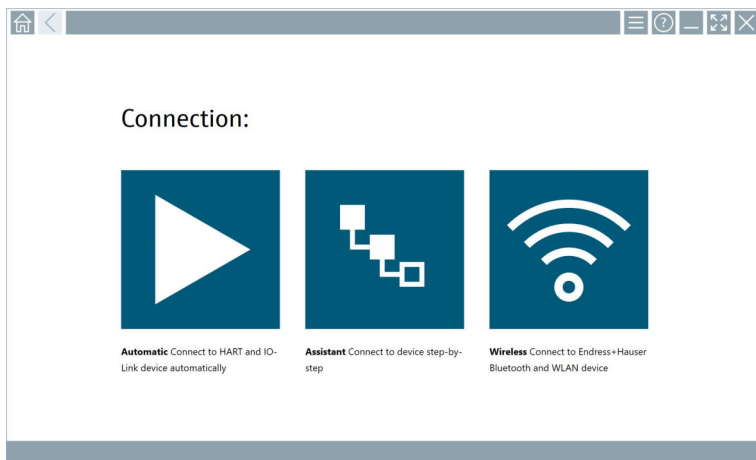 Connection:
Automatic Connect to HART and IO-
Link device automatically
Assistant Connect to device step-by-
step
Wireless Connect to Endress+Hauser
Bluetooth and WLAN device